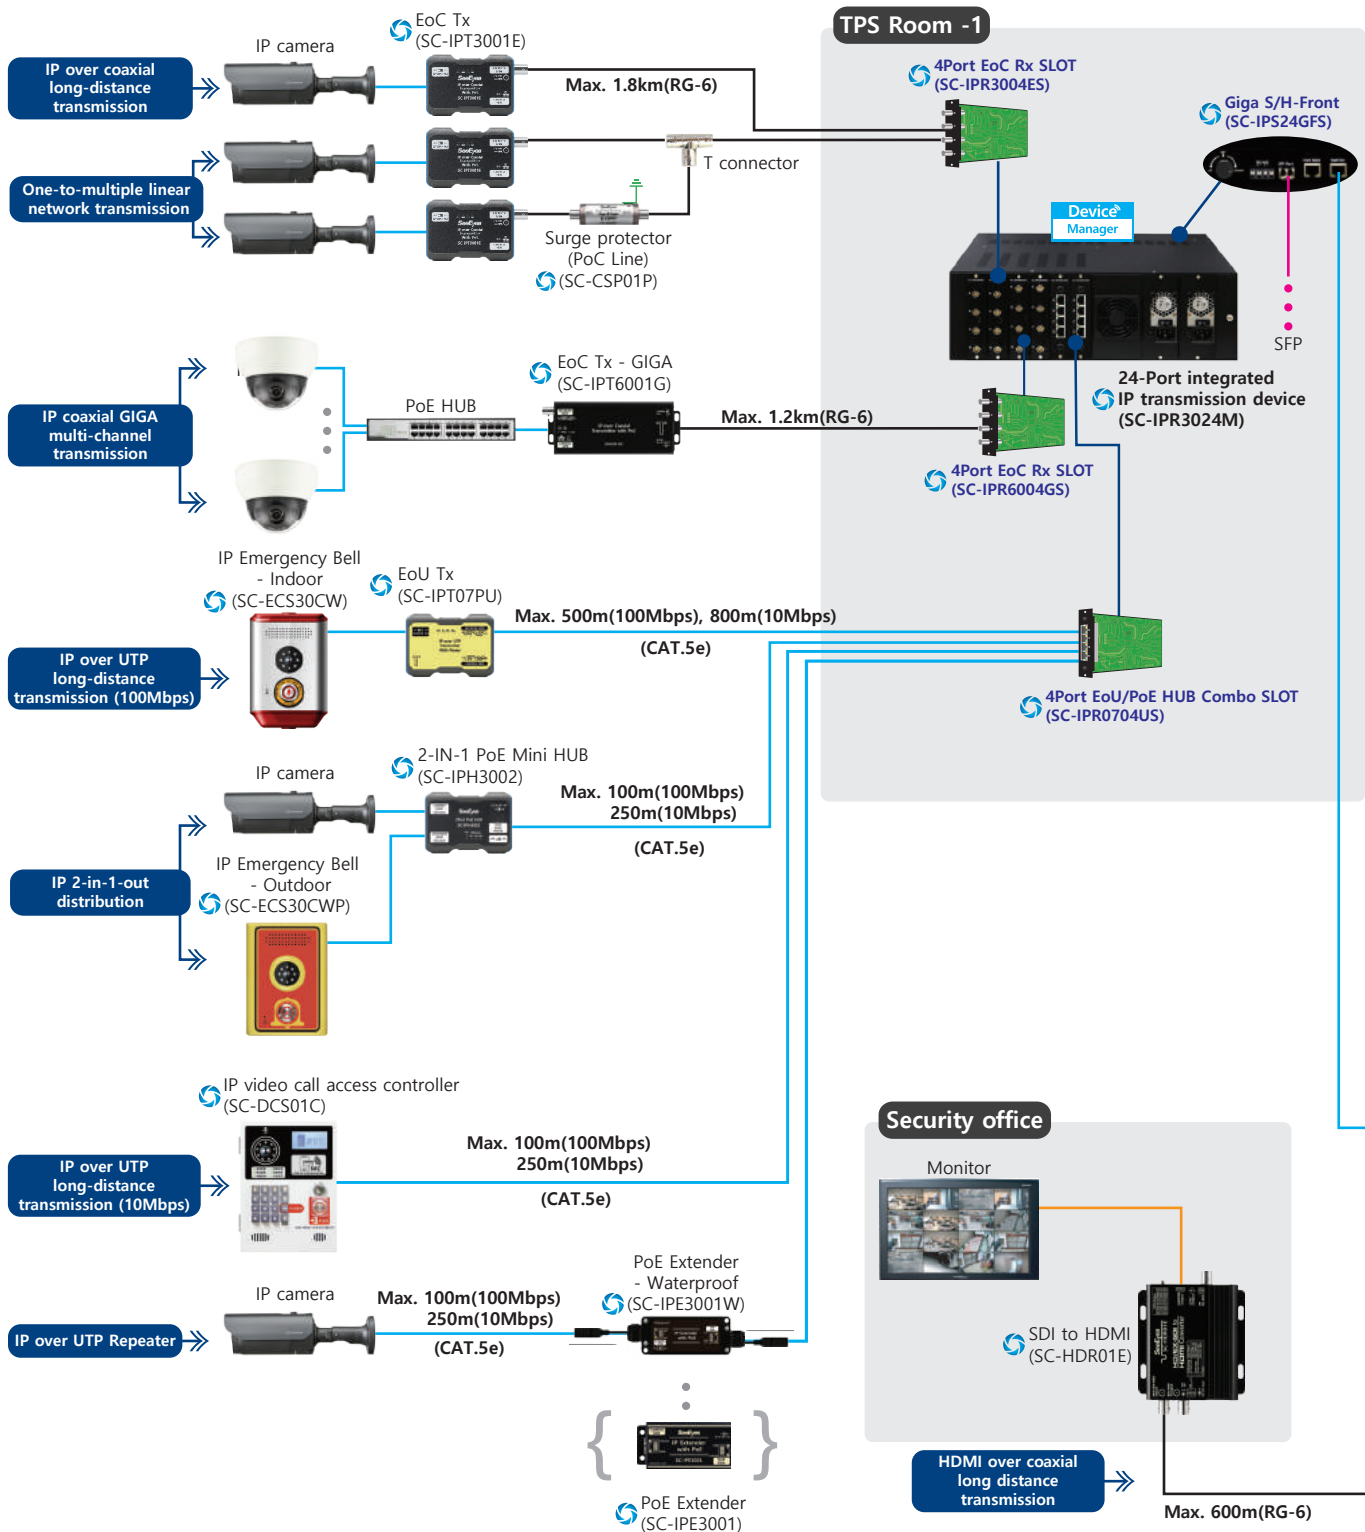 TPS Room -1
EoC Tx
(SC-IPT3001E)
IP camera
IP over coaxial
long-distance
transmission
Max. 1.8km(RG-6)
4Port EoC Rx SLOT
(SC-IPR3004ES)
Giga S/H-Front
(SC-IPS24GFS)
T connector
One-to-multiple linear
network transmission
Surge protector
(PoC Line)
(SC-CSP01P)
Device
Manager
SFP
24-Port integrated
IP transmission device
(SC-IPR3024M)
EoC Tx - GIGA
(SC-IPT6001G)
PoE HUB
IP coaxial GIGA
multi-channel
transmission
Max. 1.2km(RG-6)
4Port EoC Rx SLOT
(SC-IPR6004GS)
IP Emergency Bell
- Indoor
(SC-ECS30CW)
EoU Tx
(SC-IPT07PU)
Max. 500m(100Mbps), 800m(10Mbps)
(CAT.5e)
IP over UTP
long-distance
transmission (100Mbps)
4Port EoU/PoE HUB Combo SLOT
(SC-IPR0704US)
2-IN-1 PoE Mini HUB
(SC-IPH3002)
IP camera
Max. 100m(100Mbps)
250m(10Mbps)
(CAT.5e)
IP 2-in-1-out
distribution
IP Emergency Bell
- Outdoor
(SC-ECS30CWP)
IP video call access controller
(SC-DCS01C)
Max. 100m(100Mbps)
250m(10Mbps)
(CAT.5e)
IP over UTP
long-distance
transmission (10Mbps)
Security office
Monitor
PoE Extender
- Waterproof
(SC-IPE3001W)
IP camera
Max. 100m(100Mbps)
250m(10Mbps)
(CAT.5e)
IP over UTP Repeater
SDI to HDMI
(SC-HDR01E)
SeeEyes
IP Extender
with PoE
SC-IPE3001
PoE Extender
(SC-IPE3001)
HDMI over coaxial
long distance
transmission
Max. 600m(RG-6)